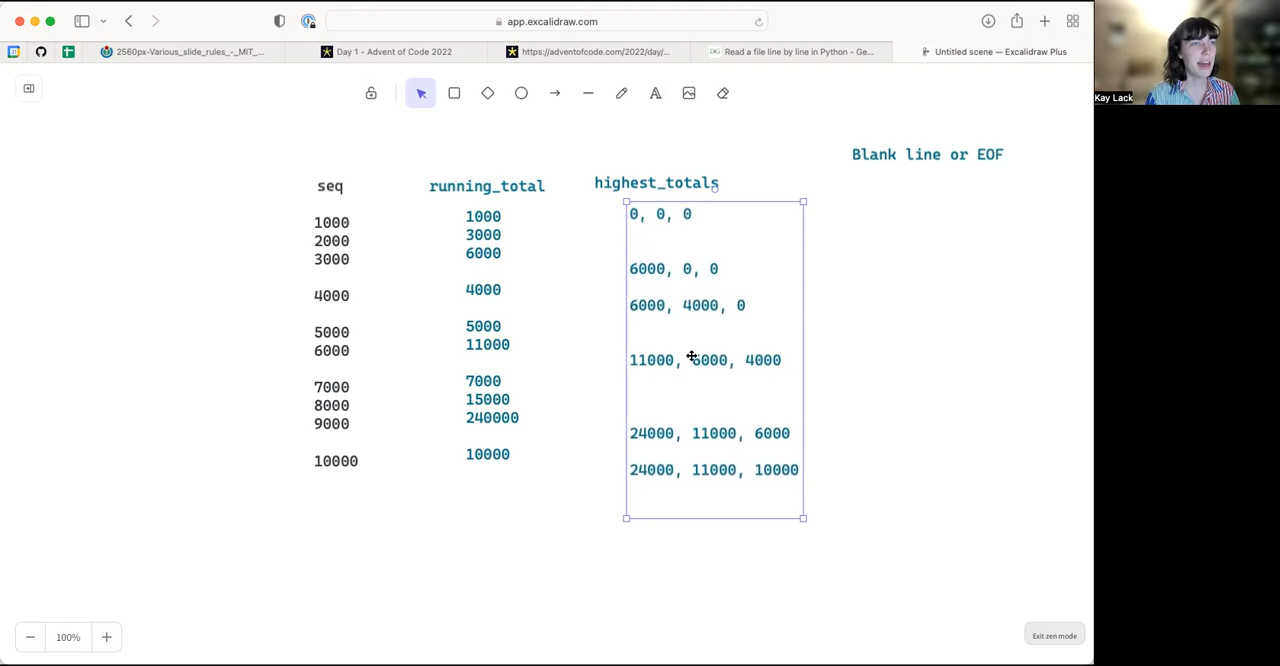 app.excalidraw.com
2560px-Various_slide_rules_-_MIT_...
Day 1 - Advent of Code 2022
https://adventofcode.com/2022/day/...
Read a file line by line in Python - Ge...
Untitled scene — Excalidraw Plus
Kay Lack
Blank line or EOF
seq
1000
2000
3000
4000
5000
6000
7000
8000
9000
10000
running_total
1000
3000
6000
4000
5000
11000
7000
15000
240000
10000
highest_totals
0, 0, 0
6000, 0, 0
6000, 4000, 0
11000, 6000, 4000
24000, 11000, 6000
24000, 11000, 10000
100%
Exit zen mode